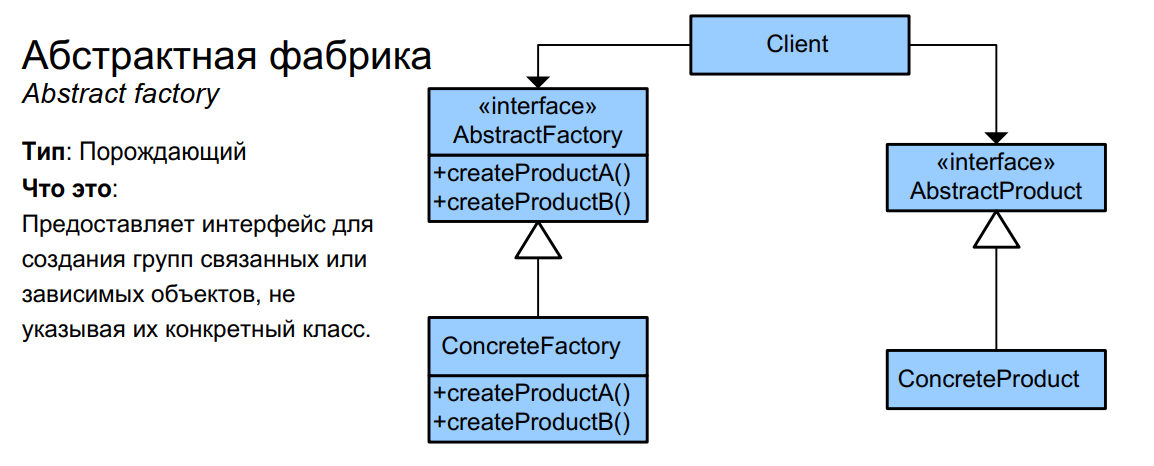 Абстрактная фабрика
Abstract factory
Тип: Порождающий
Что это:
Предоставляет интерфейс для
создания групп связанных или
зависимых объектов, не
указывая их конкретный класс.
Client
«interface»
AbstractFactory
+createProductA()
+createProductB()
«interface»
AbstractProduct
ConcreteFactory
+createProductA()
+createProductB()
ConcreteProduct